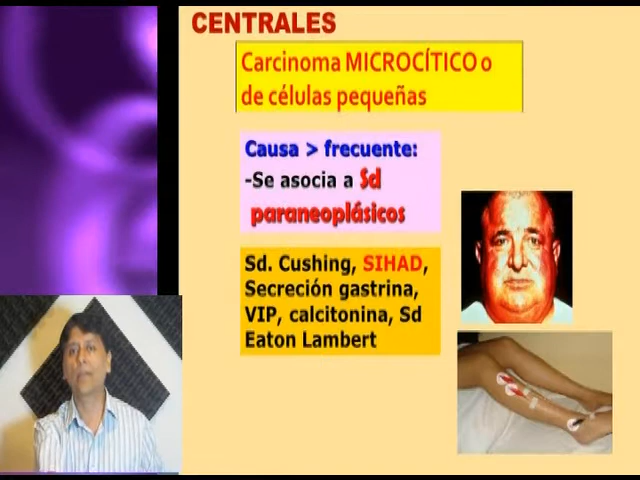 CENTRALES
Carcinoma MICROCÍTICO o
de células pequeñas
Causa > frecuente:
-Se asocia a Sd
paraneoplásicos
Sd. Cushing, SIHAD,
Secreción gastrina,
VIP, calcitonina, Sd
Eaton Lambert